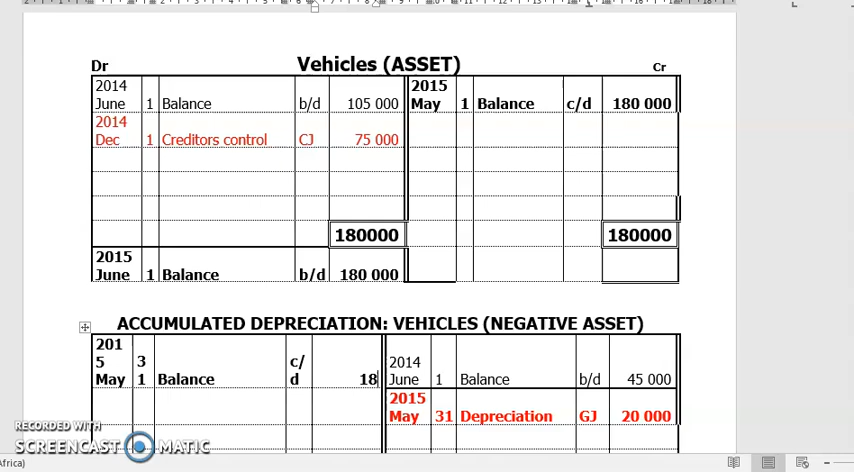 Dr Vehicles (ASSET) Cr
2014 2015
June 1 Balance b/d 105 000 May 1 Balance c/d 180 000
2014
Dec 1 Creditors control CJ 75 000
180000 180000
2015
June 1 Balance b/d 180 000
ACCUMULATED DEPRECIATION: VEHICLES (NEGATIVE ASSET)
201
5 3 c/ 2014
May 1 Balance d 18 June 1 Balance b/d 45 000
2015
May 31 Depreciation GJ 20 000
RECORDED WITH
SCREENCAST MATIC
Africa)